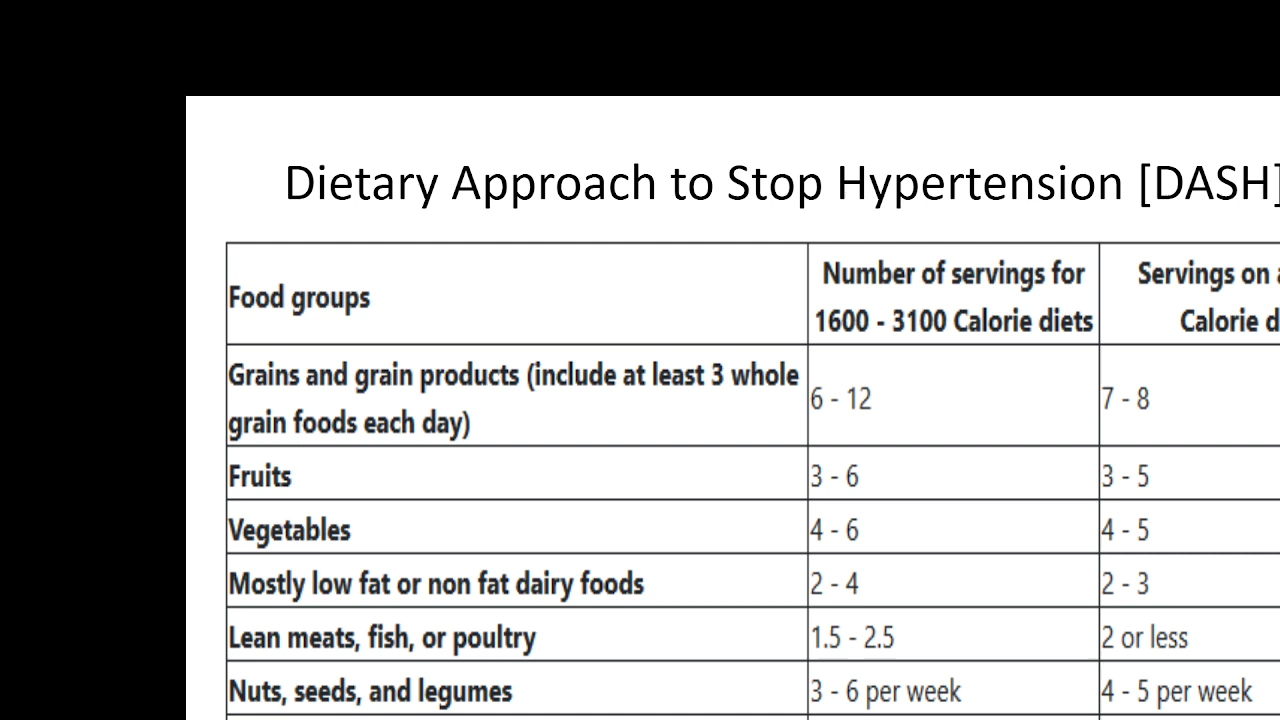 Dietary Approach to Stop Hypertension [DASH]
Food groups
Number of servings for
1600 - 3100 Calorie diets
Servings on
Calorie
Grains and grain products (include at least 3 whole
grain foods each day)
6 - 12
7 - 8
Fruits
3 - 6
3 - 5
Vegetables
4 - 6
4 - 5
Mostly low fat or non fat dairy foods
2 - 4
2 - 3
Lean meats, fish, or poultry
1.5 - 2.5
2 or less
Nuts, seeds, and legumes
3 - 6 per week
4 - 5 per week